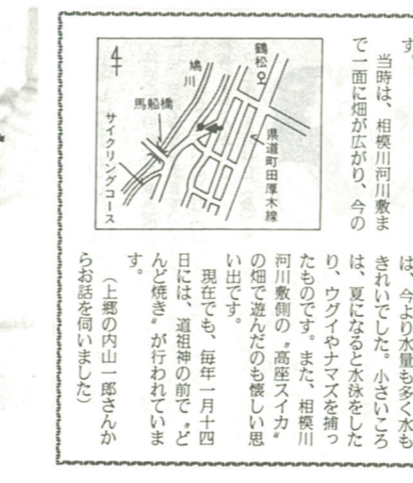 す。
　当時は、相模川河川敷ま
で一面に畑が広がり、今の
鶴松
鳩川
馬船橋
県道町田厚木線
サイクリングコース
は、今より水量も多く水も
きれいでした。小さいころ
は、夏になると水泳をした
り、ウグイやナマズを捕っ
たものです。また、相模川
河川敷側の〝高座スイカ〟
の畑で遊んだのも懐しい思
い出です。
　現在でも、毎年一月十四
日には、道祖神の前で〝ど
んど焼き〟が行われていま
す。
（上郷の内山一郎さんか
らお話を伺いました）